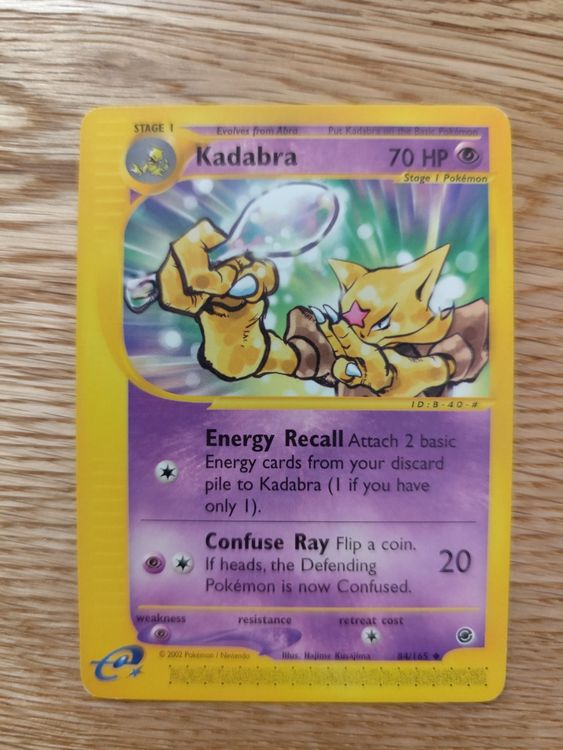 STAGE 1 Evolves from Abra Put Kadabra on the Basic Pokémon
Kadabra 70 HP
Stage 1 Pokémon
ID:B-40-#
Energy Recall Attach 2 basic
Energy cards from your discard
pile to Kadabra (1 if you have
only 1).
Confuse Ray Flip a coin. 20
If heads, the Defending
Pokémon is now Confused.
weakness resistance retreat cost
© 2002 Pokémon / Nintendo Illus. Hajime Kusajima 84/165
e